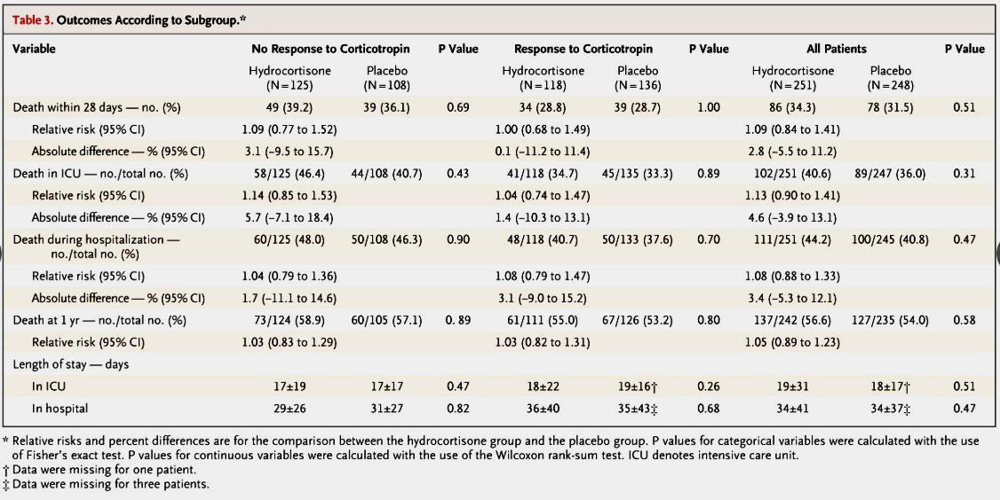 Table 3. Outcomes According to Subgroup.*
Variable No Response to Corticotropin P Value Response to Corticotropin P Value All Patients P Value
Hydrocortisone (N=125) Placebo (N=108) Hydrocortisone (N=118) Placebo (N=136) Hydrocortisone (N=251) Placebo (N=248)
Death within 28 days — no. (%) 49 (39.2) 39 (36.1) 0.69 34 (28.8) 39 (28.7) 1.00 86 (34.3) 78 (31.5) 0.51
Relative risk (95% CI) 1.09 (0.77 to 1.52) 1.00 (0.68 to 1.49) 1.09 (0.84 to 1.41)
Absolute difference — % (95% CI) 3.1 (−9.5 to 15.7) 0.1 (−11.2 to 11.4) 2.8 (−5.5 to 11.2)
Death in ICU — no./total no. (%) 58/125 (46.4) 44/108 (40.7) 0.43 41/118 (34.7) 45/135 (33.3) 0.89 102/251 (40.6) 89/247 (36.0) 0.31
Relative risk (95% CI) 1.14 (0.85 to 1.53) 1.04 (0.74 to 1.47) 1.13 (0.90 to 1.41)
Absolute difference — % (95% CI) 5.7 (−7.1 to 18.4) 1.4 (−10.3 to 13.1) 4.6 (−3.9 to 13.1)
Death during hospitalization — 60/125 (48.0) 50/108 (46.3) 0.90 48/118 (40.7) 50/133 (37.6) 0.70 111/251 (44.2) 100/245 (40.8) 0.47
no./total no. (%)
Relative risk (95% CI) 1.04 (0.79 to 1.36) 1.08 (0.79 to 1.47) 1.08 (0.88 to 1.33)
Absolute difference — % (95% CI) 1.7 (−11.1 to 14.6) 3.1 (−9.0 to 15.2) 3.4 (−5.3 to 12.1)
Death at 1 yr — no./total no. (%) 73/124 (58.9) 60/105 (57.1) 0. 89 61/111 (55.0) 67/126 (53.2) 0.80 137/242 (56.6) 127/235 (54.0) 0.58
Relative risk (95% CI) 1.03 (0.83 to 1.29) 1.03 (0.82 to 1.31) 1.05 (0.89 to 1.23)
Length of stay — days
In ICU 17±19 17±17 0.47 18±22 19±16† 0.26 19±31 18±17† 0.51
In hospital 29±26 31±27 0.82 36±40 35±43‡ 0.68 34±41 34±37‡ 0.47
* Relative risks and percent differences are for the comparison between the hydrocortisone group and the placebo group. P values for categorical variables were calculated with the use
of Fisher's exact test. P values for continuous variables were calculated with the use of the Wilcoxon rank-sum test. ICU denotes intensive care unit.
† Data were missing for one patient.
‡ Data were missing for three patients.